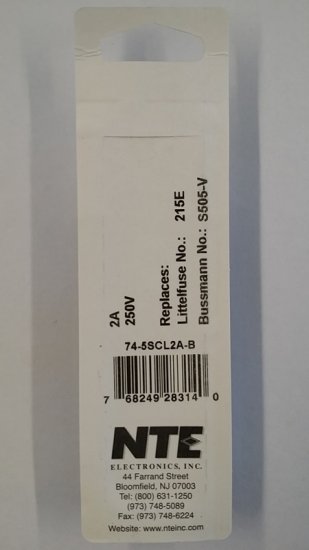 2A
250V
Replaces:
Littelfuse No.: 215E
Bussmann No.: S505-V
74-5SCL2A-B
7 68249 28314 0
NTE
ELECTRONICS, INC.
44 Farrand Street
Bloomfield, NJ 07003
Tel: (800) 631-1250
(973) 748-5089
Fax: (973) 748-6224
Website: www.nteinc.com